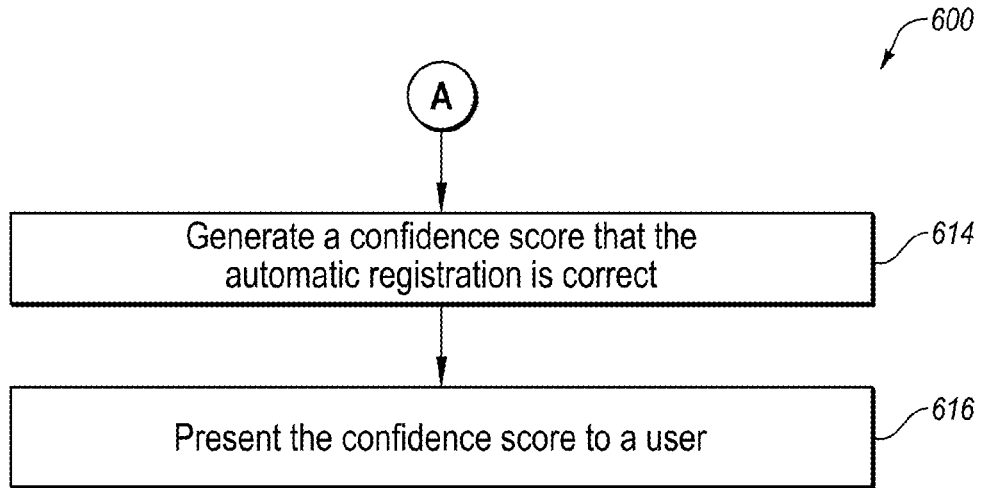 600
A
Generate a confidence score that the
automatic registration is correct
614
Present the confidence score to a user
616